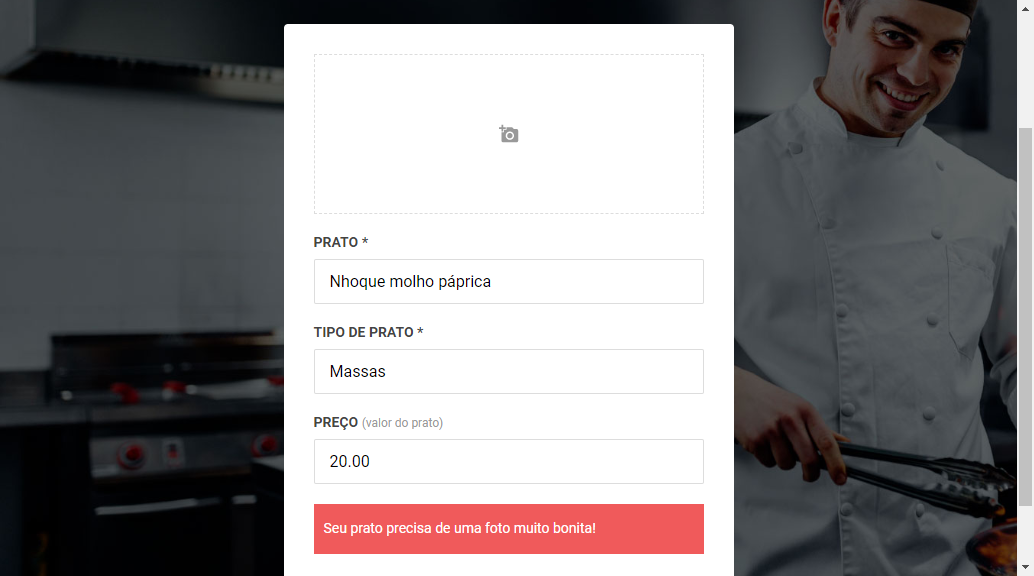 PRATO *
Nhoque molho páprica
TIPO DE PRATO *
Massas
PREÇO (valor do prato)
20.00
Seu prato precisa de uma foto muito bonita!